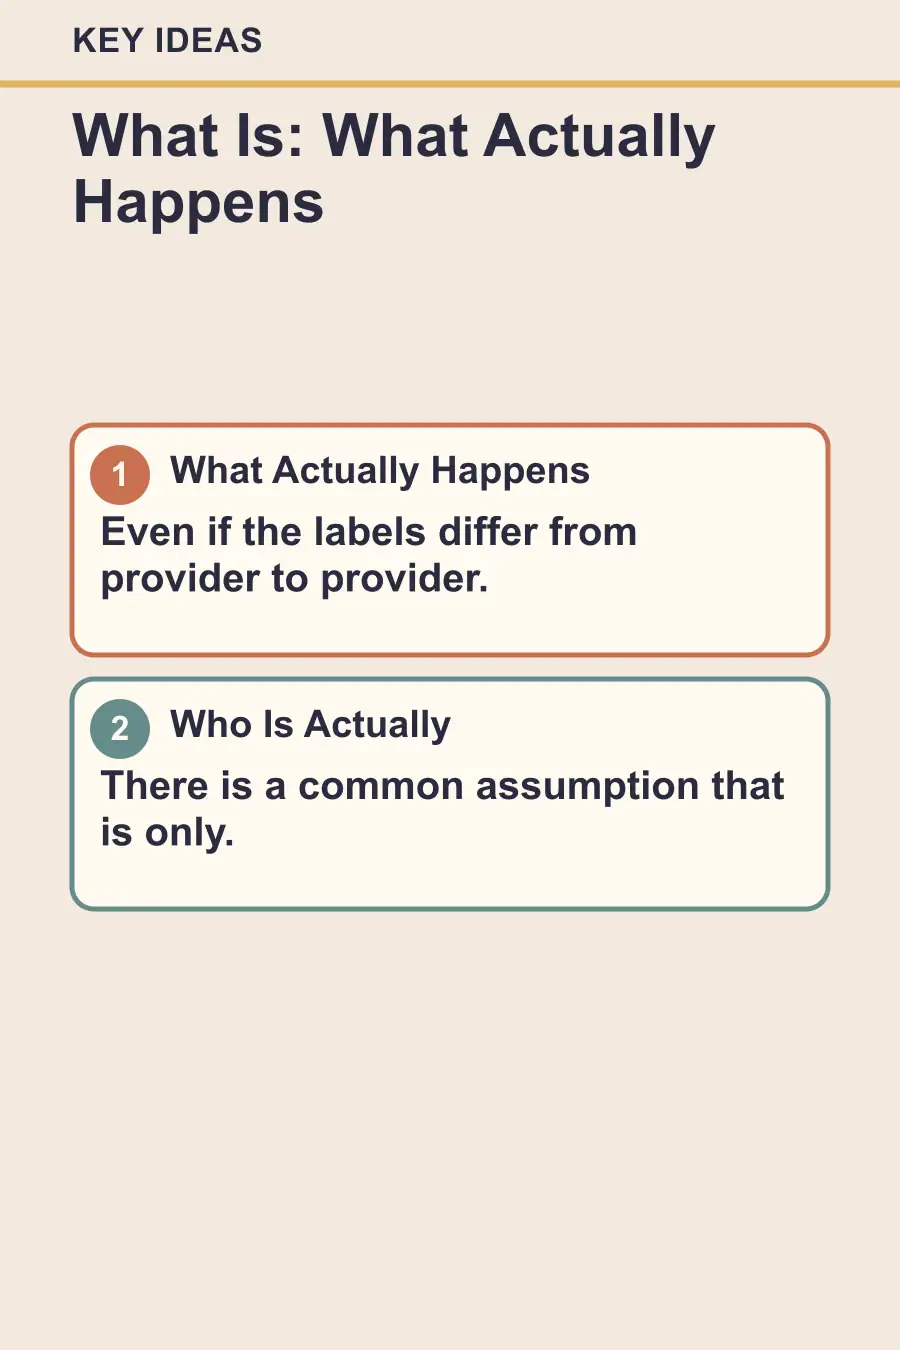 KEY IDEAS
What Is: What Actually
Happens
1 What Actually Happens
Even if the labels differ from
provider to provider.
2 Who Is Actually
There is a common assumption that
is only.